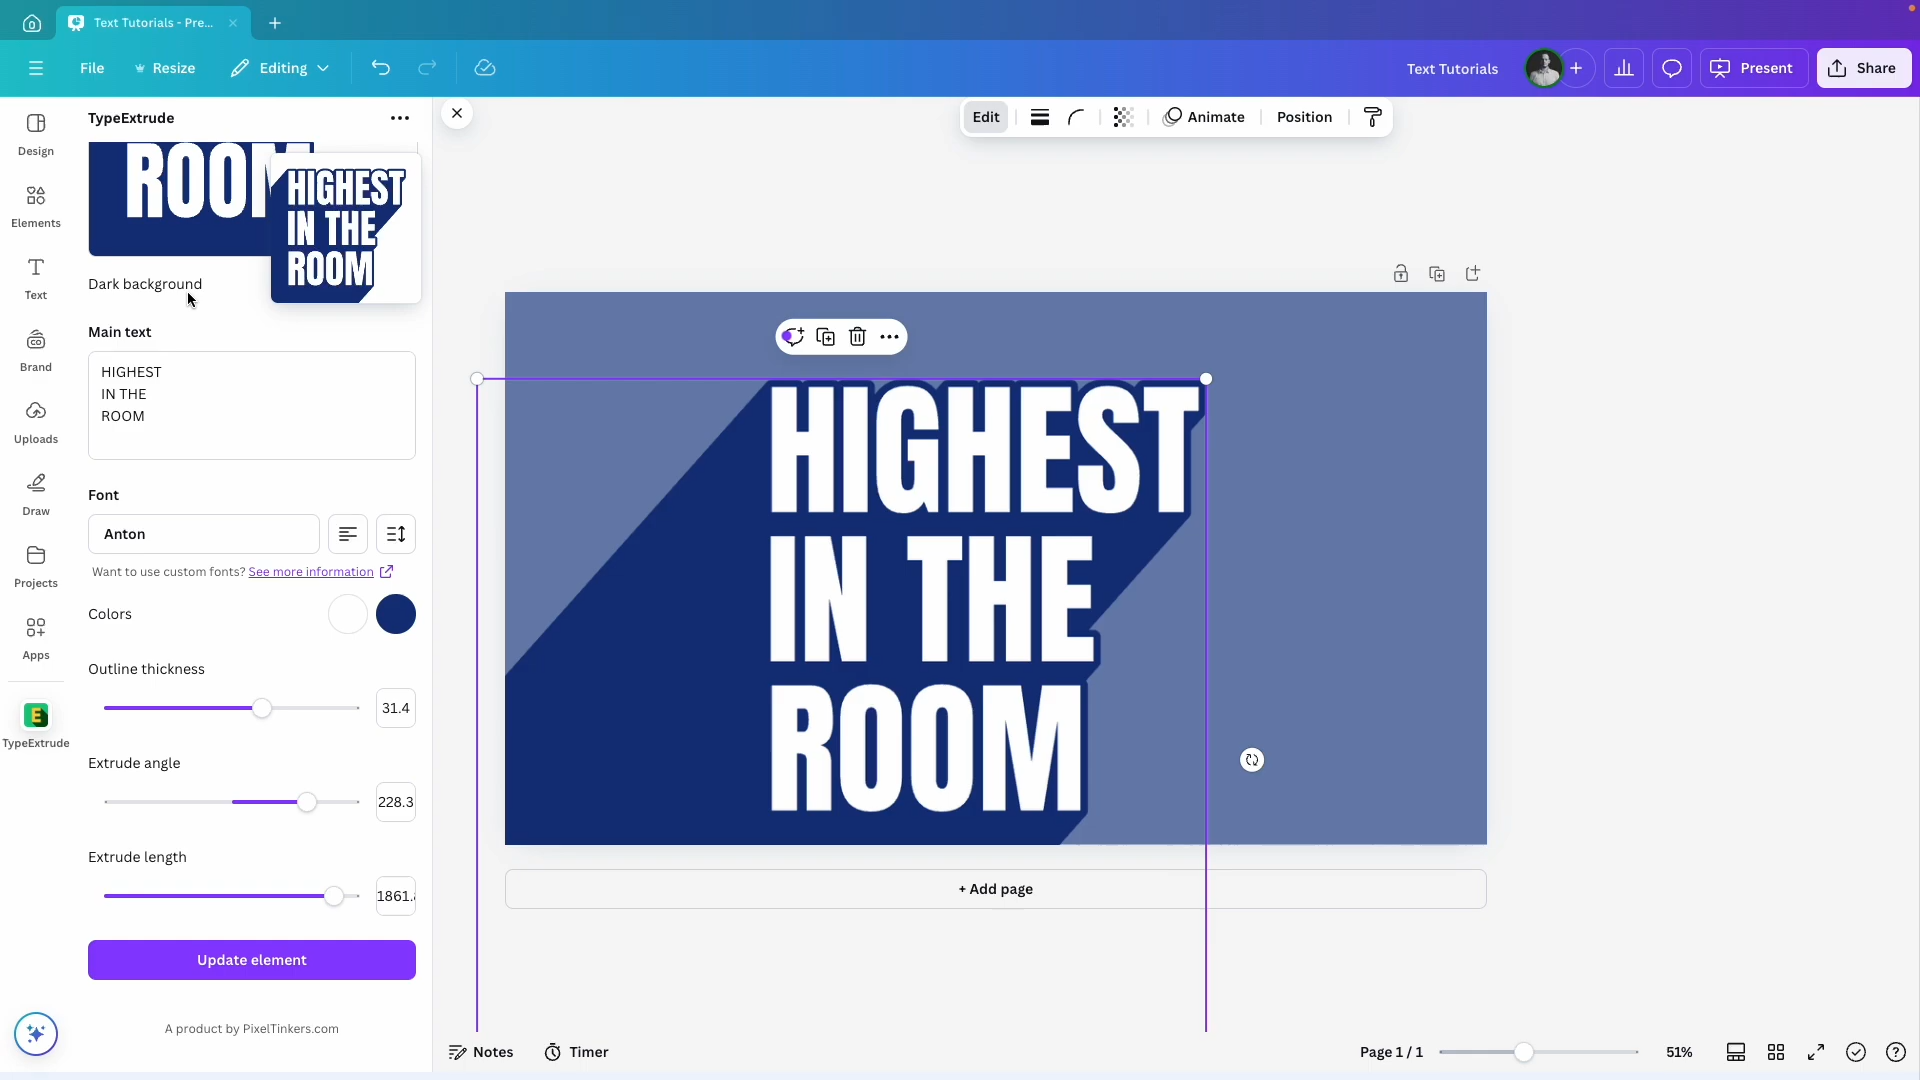 Text Tutorials - Pre...
File
Resize
Editing
Text Tutorials
Present
Share
Design
Elements
Text
Brand
Uploads
Draw
Projects
Apps
TypeExtrude
TypeExtrude
HIGHEST
IN THE
ROOM
Dark background
Main text
HIGHEST
IN THE
ROOM
Font
Anton
Want to use custom fonts? See more information
Colors
Outline thickness
31.4
Extrude angle
228.3
Extrude length
1861.
Update element
A product by PixelTinkers.com
Edit
Animate
Position
HIGHEST
IN THE
ROOM
+ Add page
Notes
Timer
Page 1 / 1
51%